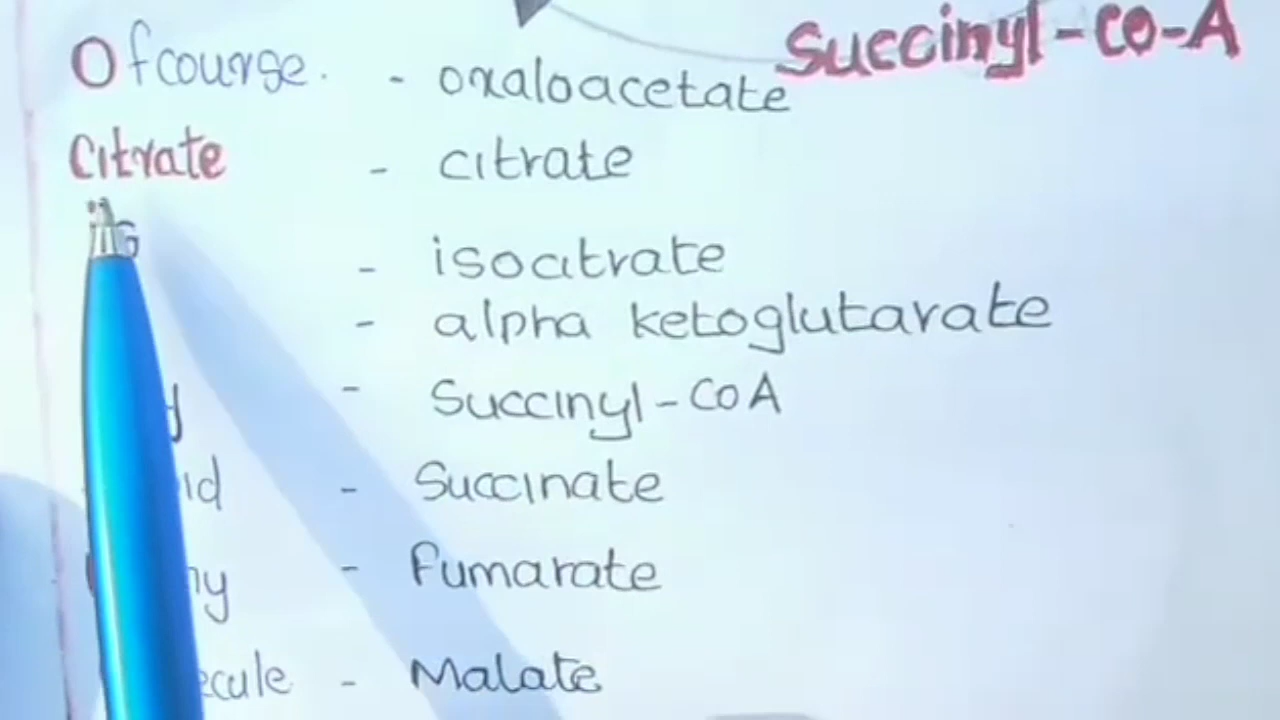 Succinyl-CO-A
Ofcourse. - oxaloacetate
Citrate - citrate
- isocitrate
- alpha ketoglutarate
- Succinyl-CoA
- Succinate
- Fumarate
- Malate